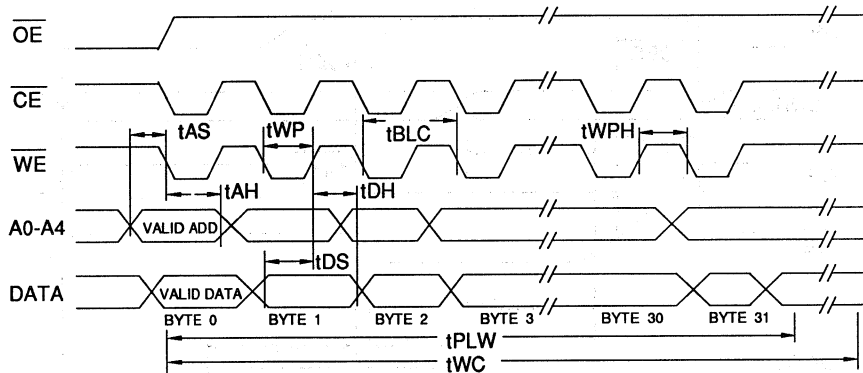 OE
CE
tAS
tWP
tBLC
tWPH
WE
tAH
tDH
A0-A4
VALID ADD
tDS
DATA
VALID DATA
BYTE 0
BYTE 1
BYTE 2
BYTE 3
BYTE 30
BYTE 31
tPLW
tWC